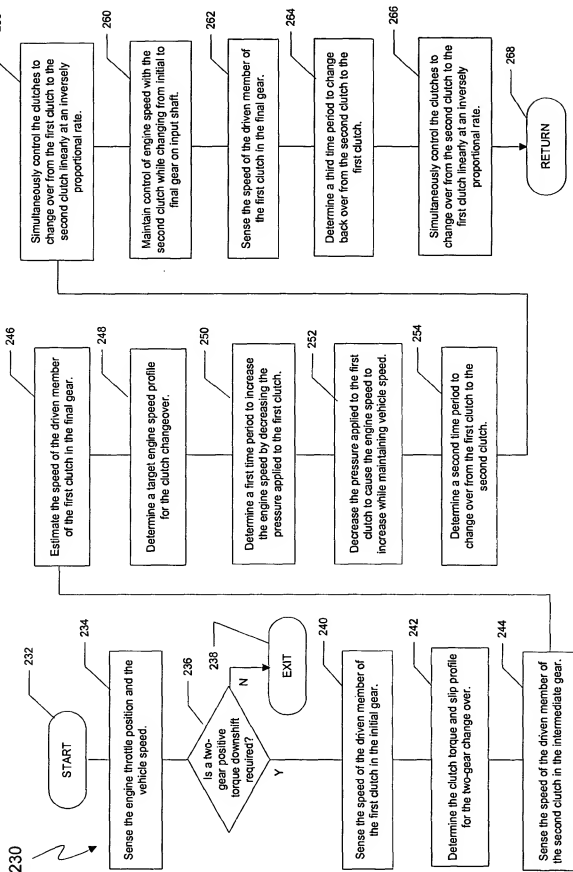 230
232
START
234
Sense the engine throttle position and the
vehicle speed.
236
Is a two-
gear positive
torque downshift
required?
N
238
EXIT
Y
240
Sense the speed of the driven member of
the first clutch in the initial gear.
242
Determine the clutch torque and slip profile
for the two-gear change over.
244
Sense the speed of the driven member of
the second clutch in the intermediate gear.
246
Estimate the speed of the driven member
of the first clutch in the final gear.
248
Determine a target engine speed profile
for the clutch changeover.
250
Determine a first time period to increase
the engine speed by decreasing the
pressure applied to the first clutch.
252
Decrease the pressure applied to the first
clutch to cause the engine speed to
increase while maintaining vehicle speed.
254
Determine a second time period to
change over from the first clutch to the
second clutch.
Simultaneously control the clutches to
change over from the first clutch to the
second clutch linearly at an inversely
proportional rate.
260
Maintain control of engine speed with the
second clutch while changing from initial to
final gear on input shaft.
262
Sense the speed of the driven member of
the first clutch in the final gear.
264
Determine a third time period to change
back over from the second clutch to the
first clutch.
266
Simultaneously control the clutches to
change over from the second clutch to the
first clutch linearly at an inversely
proportional rate.
268
RETURN